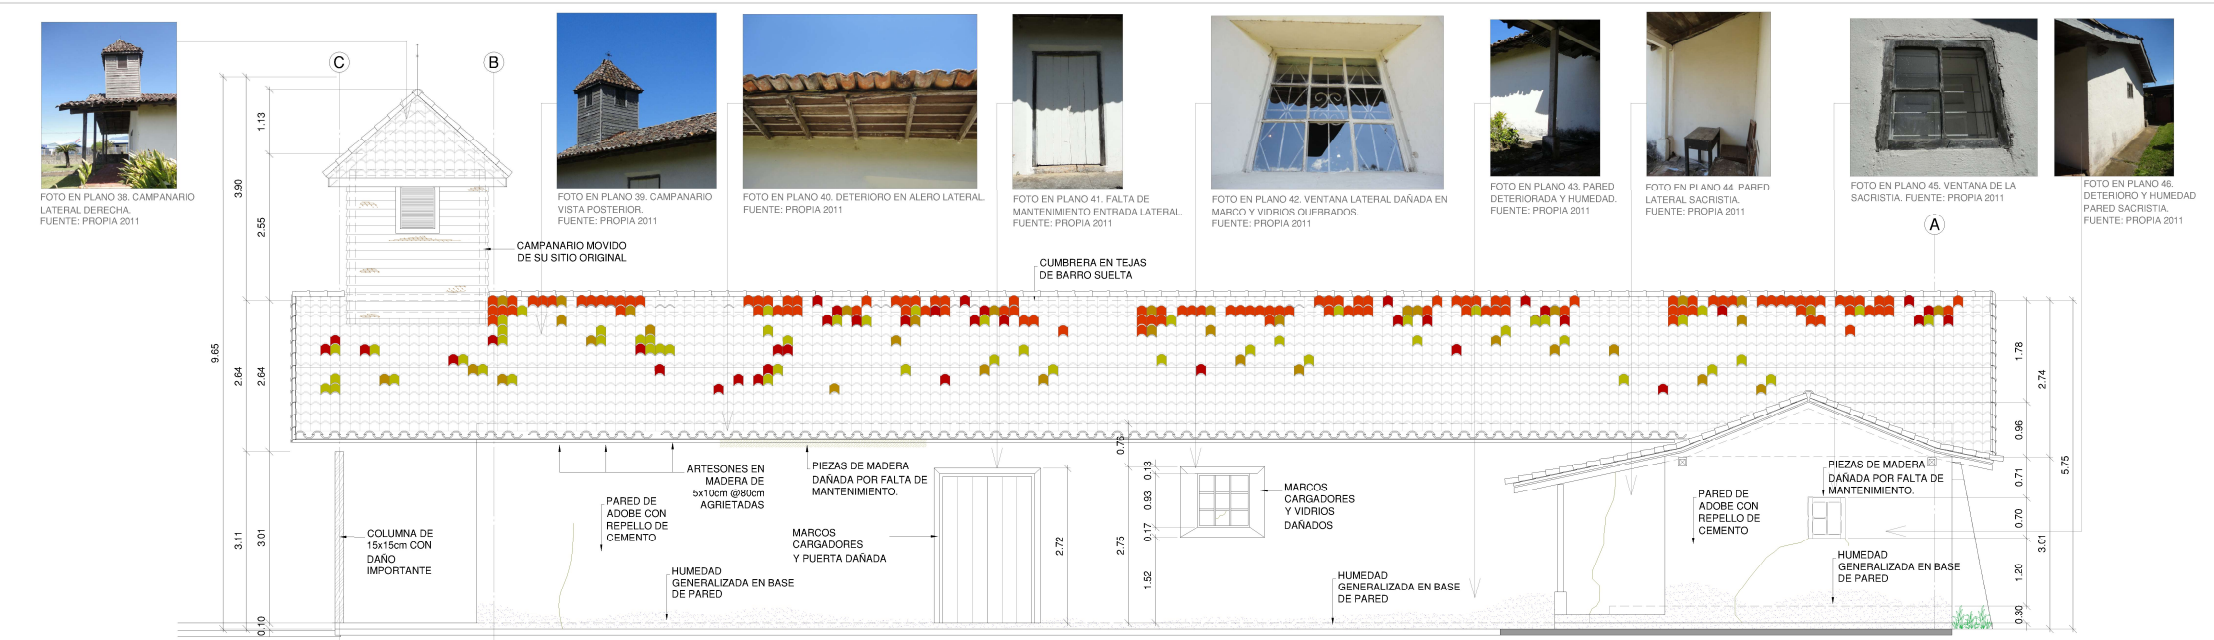 FOTO EN PLANO 38. CAMPANARIO
LATERAL DERECHA.
FUENTE: PROPIA 2011
FOTO EN PLANO 39. CAMPANARIO
VISTA POSTERIOR.
FUENTE: PROPIA 2011
FOTO EN PLANO 40. DETERIORO EN ALERO LATERAL.
FUENTE: PROPIA 2011
FOTO EN PLANO 41. FALTA DE
MANTENIMIENTO ENTRADA LATERAL.
FUENTE: PROPIA 2011
FOTO EN PLANO 42. VENTANA LATERAL DAÑADA EN
MARCO Y VIDRIOS QUEBRADOS.
FUENTE: PROPIA 2011
FOTO EN PLANO 43. PARED
DETERIORADA Y HUMEDAD.
FUENTE: PROPIA 2011
FOTO EN PLANO 44. PARED
LATERAL SACRISTIA.
FUENTE: PROPIA 2011
FOTO EN PLANO 45. VENTANA DE LA
SACRISTIA. FUENTE: PROPIA 2011
FOTO EN PLANO 46.
DETERIORO Y HUMEDAD
PARED SACRISTIA.
FUENTE: PROPIA 2011
C
B
A
1.13
3.90
2.55
9.65
2.64
2.64
3.11
3.01
0.10
CAMPANARIO MOVIDO
DE SU SITIO ORIGINAL
CUMBRERA EN TEJAS
DE BARRO SUELTA
COLUMNA DE
15x15cm CON
DAÑO
IMPORTANTE
PARED DE
ADOBE CON
REPELLO DE
CEMENTO
ARTESONES EN
MADERA DE
5x10cm @80cm
AGRIETADAS
HUMEDAD
GENERALIZADA EN BASE
DE PARED
PIEZAS DE MADERA
DAÑADA POR FALTA DE
MANTENIMIENTO.
MARCOS
CARGADORES
Y PUERTA DAÑADA
2.72
2.75
0.76
0.13
0.93
0.17
1.52
MARCOS
CARGADORES
Y VIDRIOS
DAÑADOS
HUMEDAD
GENERALIZADA EN BASE
DE PARED
PARED DE
ADOBE CON
REPELLO DE
CEMENTO
PIEZAS DE MADERA
DAÑADA POR FALTA DE
MANTENIMIENTO.
HUMEDAD
GENERALIZADA EN BASE
DE PARED
1.78
2.74
0.96
0.71
5.75
0.70
3.01
1.20
0.30